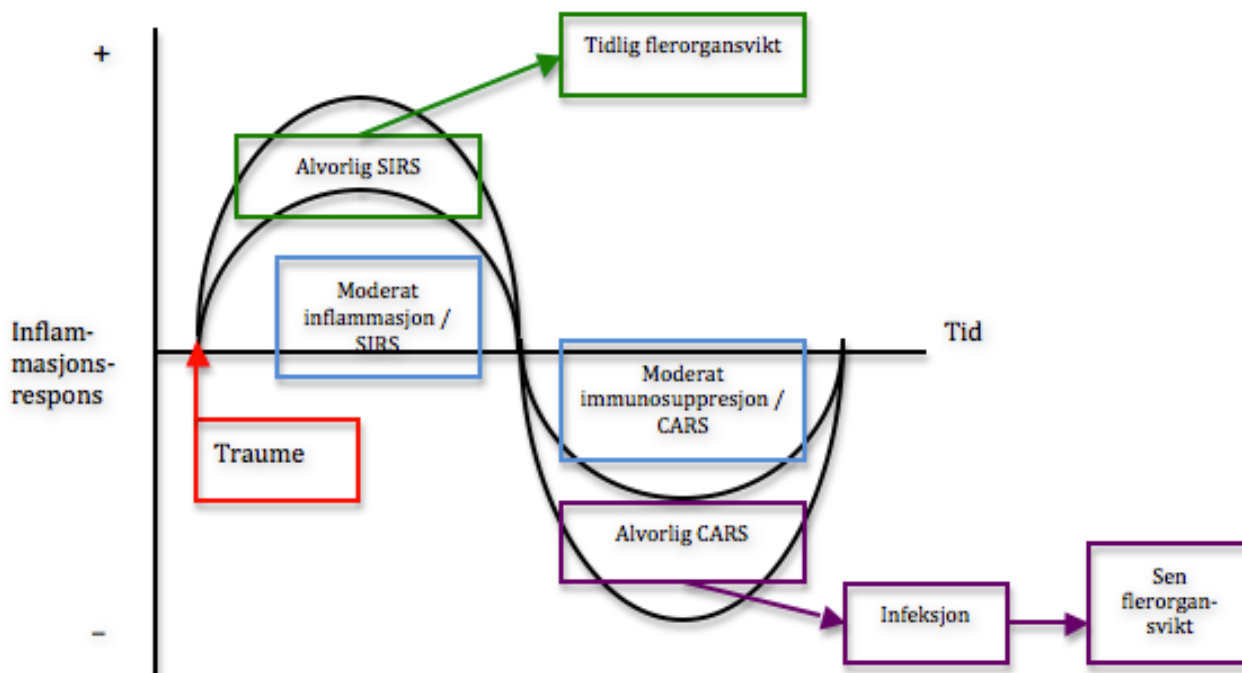 +
Tidlig flerorgansvikt
Alvorlig SIRS
Moderat
inflammasjon /
SIRS
Inflam-
masjons-
respons
Tid
Traume
Moderat
immunosuppresjon /
CARS
Alvorlig CARS
Infeksjon
Sen
flerorgan-
svikt
–